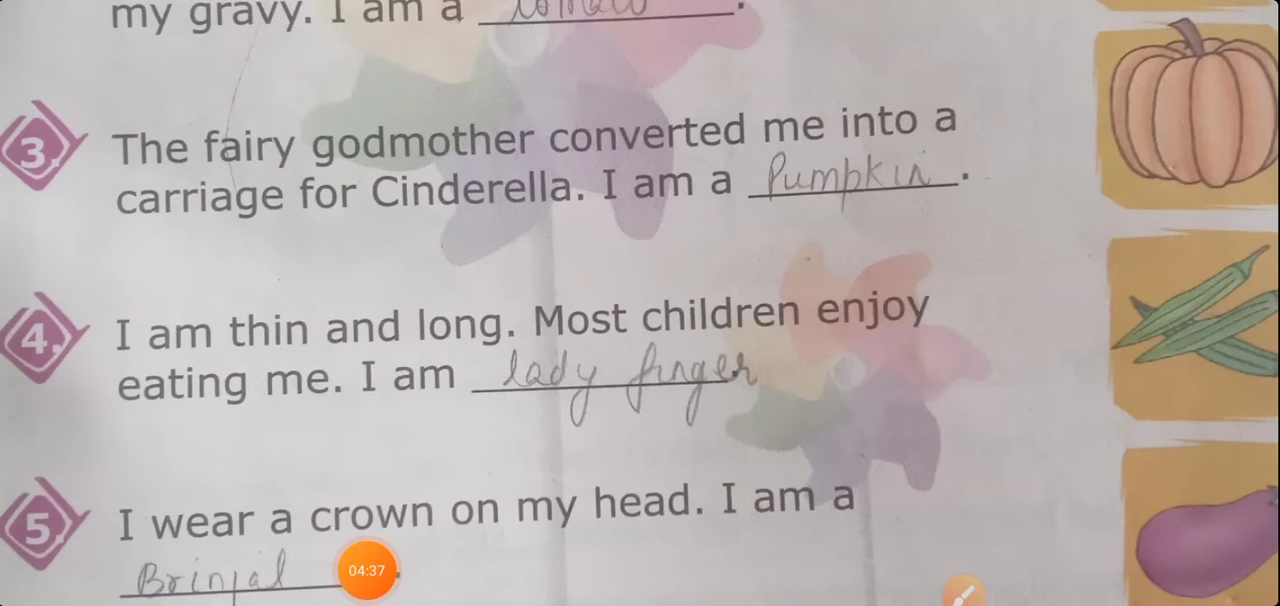 my gravy. I am a tomato.
3. The fairy godmother converted me into a
carriage for Cinderella. I am a Pumpkin.
4. I am thin and long. Most children enjoy
eating me. I am lady finger
5. I wear a crown on my head. I am a
Brinjal.
04:37